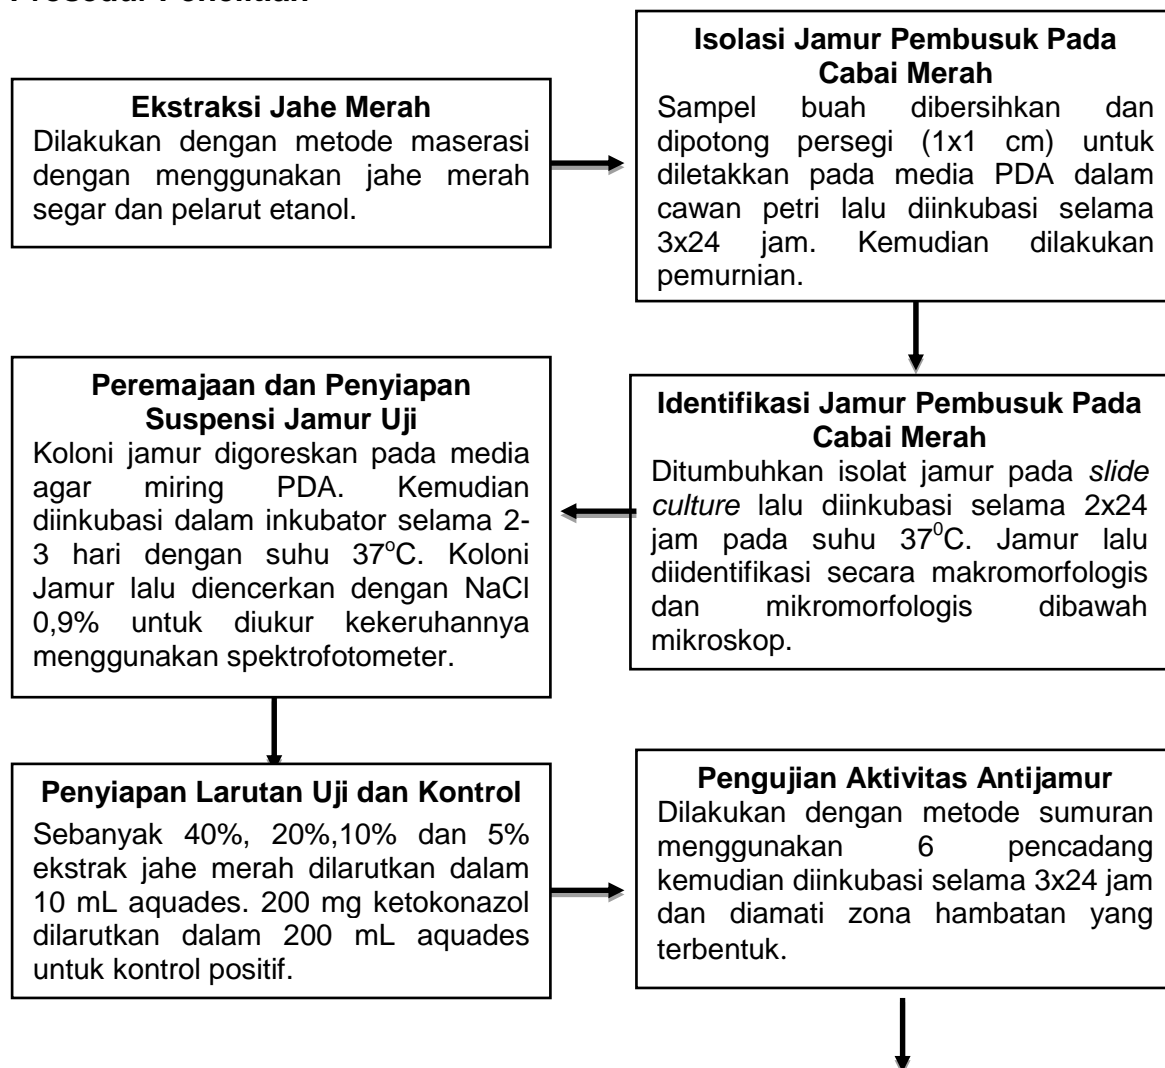 Prosedur Penelitian
Ekstraksi Jahe Merah
Dilakukan dengan metode maserasi
dengan menggunakan jahe merah
segar dan pelarut etanol.
Isolasi Jamur Pembusuk Pada
Cabai Merah
Sampel buah dibersihkan dan
dipotong persegi (1x1 cm) untuk
diletakkan pada media PDA dalam
cawan petri lalu diinkubasi selama
3x24 jam. Kemudian dilakukan
pemurnian.
Identifikasi Jamur Pembusuk Pada
Cabai Merah
Ditumbuhkan isolat jamur pada slide
culture lalu diinkubasi selama 2x24
jam pada suhu 37⁰C. Jamur lalu
diidentifikasi secara makromorfologis
dan mikromorfologis dibawah
mikroskop.
Peremajaan dan Penyiapan
Suspensi Jamur Uji
Koloni jamur digoreskan pada media
agar miring PDA. Kemudian
diinkubasi dalam inkubator selama 2-
3 hari dengan suhu 37ᵒC. Koloni
Jamur lalu diencerkan dengan NaCl
0,9% untuk diukur kekeruhannya
menggunakan spektrofotometer.
Penyiapan Larutan Uji dan Kontrol
Sebanyak 40%, 20%,10% dan 5%
ekstrak jahe merah dilarutkan dalam
10 mL aquades. 200 mg ketokonazol
dilarutkan dalam 200 mL aquades
untuk kontrol positif.
Pengujian Aktivitas Antijamur
Dilakukan dengan metode sumuran
menggunakan 6 pencadang
kemudian diinkubasi selama 3x24 jam
dan diamati zona hambatan yang
terbentuk.